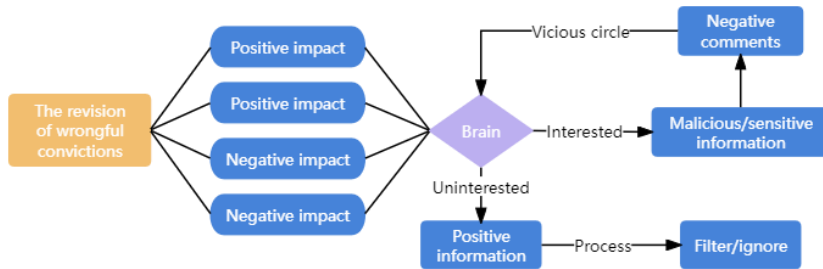 The revision
of wrongful
convictions
Positive impact
Positive impact
Negative impact
Negative impact
Brain
Vicious circle
Negative
comments
Interested
Malicious/sensitive
information
Uninterested
Positive
information
Process
Filter/ignore